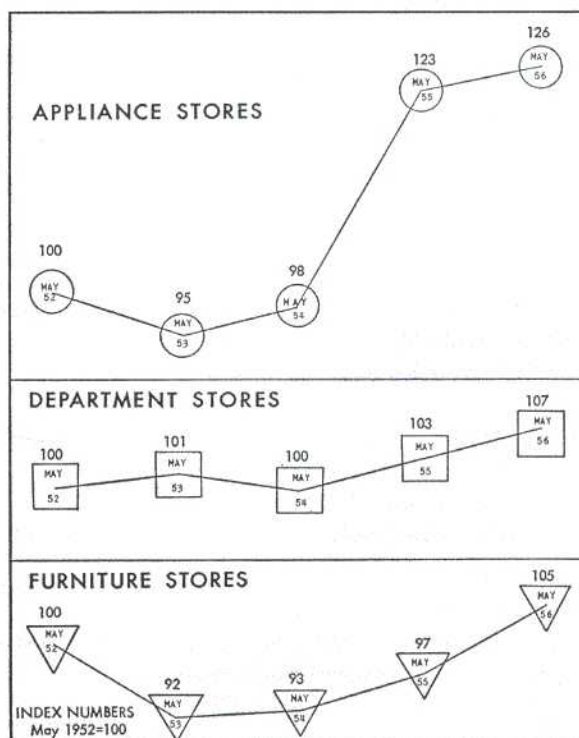 126
123
MAY
56
MAY
55
APPLIANCE STORES
100
98
95
MAY
52
MAY
54
MAY
53
DEPARTMENT STORES
107
103
101
100
100
MAY
56
MAY
55
MAY
53
MAY
52
MAY
54
FURNITURE STORES
105
100
97
93
92
MAY
56
MAY
52
MAY
55
MAY
54
MAY
53
INDEX NUMBERS
May 1952=100